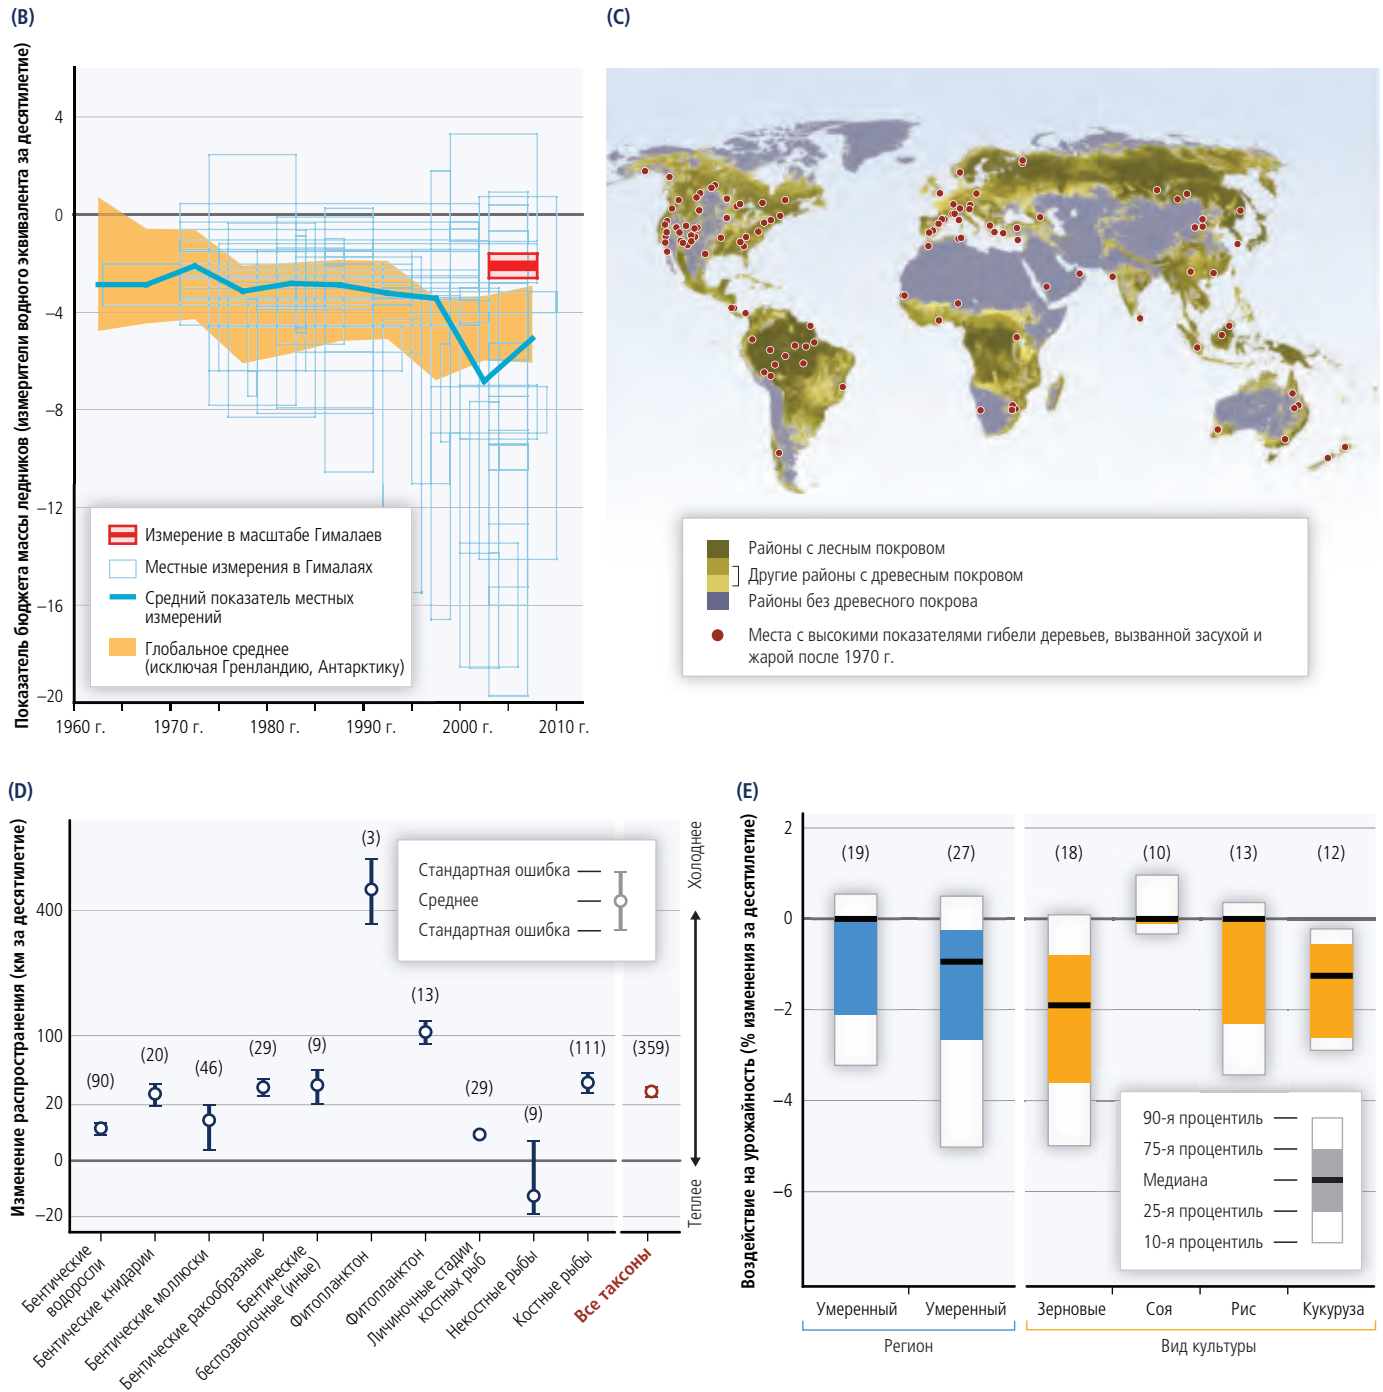 (B)
Показатель бюджета массы ледников (измерители водного эквивалента за десятилетие)
4
0
−4
−8
−12
−16
−20
1960 г.
1970 г.
1980 г.
1990 г.
2000 г.
2010 г.
Измерение в масштабе Гималаев
Местные измерения в Гималаях
Средний показатель местных
измерений
Глобальное среднее
(исключая Гренландию, Антарктику)
(C)
Районы с лесным покровом
Другие районы с древесным покровом
Районы без древесного покрова
Места с высокими показателями гибели деревьев, вызванной засухой и
жарой после 1970 г.
(D)
Изменение распространения (км за десятилетие)
400
100
20
0
−20
(90)
(20)
(46)
(29)
(9)
(3)
(13)
(29)
(9)
(111)
(359)
Стандартная ошибка
Среднее
Стандартная ошибка
Холоднее
Теплее
Бентические
водоросли
Бентические книдарии
Бентические моллюски
Бентические ракообразные
Бентические
беспозвоночные (иные)
Фитопланктон
Фитопланктон
Личиночные стадии
костных рыб
Некостные рыбы
Костные рыбы
Все таксоны
(E)
Воздействие на урожайность (% изменения за десятилетие)
2
0
−2
−4
−6
(19)
(27)
(18)
(10)
(13)
(12)
90-я процентиль
75-я процентиль
Медиана
25-я процентиль
10-я процентиль
Умеренный
Умеренный
Зерновые
Соя
Рис
Кукуруза
Регион
Вид культуры